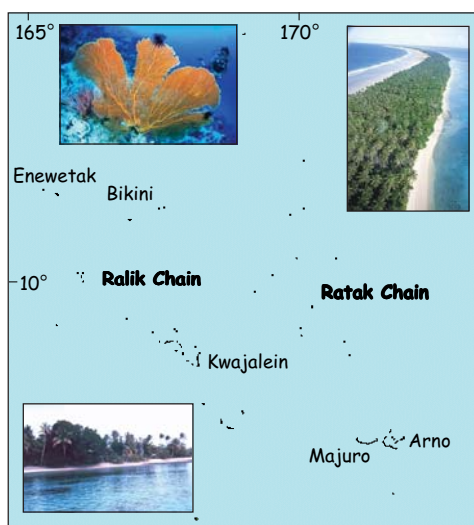 165° 170°
Enewetak
Bikini
10° Ralik Chain Ratak Chain
Kwajalein
Majuro Arno